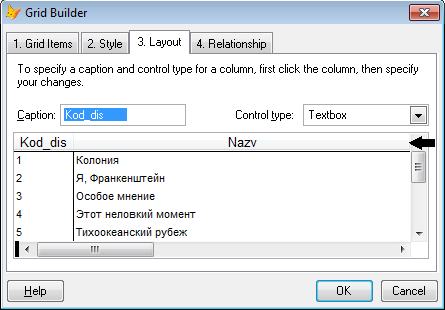 Grid Builder
1. Grid Items 2. Style 3. Layout 4. Relationship
To specify a caption and control type for a column, first click the column, then specify
your changes.
Caption: Kod_dis Control type: Textbox
Kod_dis Nazv
1 Колония
2 Я, Франкенштейн
3 Особое мнение
4 Этот неловкий момент
5 Тихоокеанский рубеж
Help OK Cancel